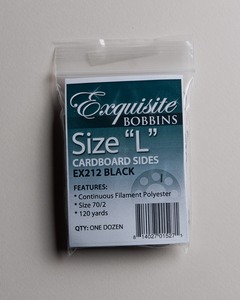 Exquisite
BOBBINS
Size "L"
CARDBOARD SIDES
EX212 BLACK
FEATURES:
* Continuous Filament Polyester
* Size 70/2
* 120 yards
QTY: ONE DOZEN